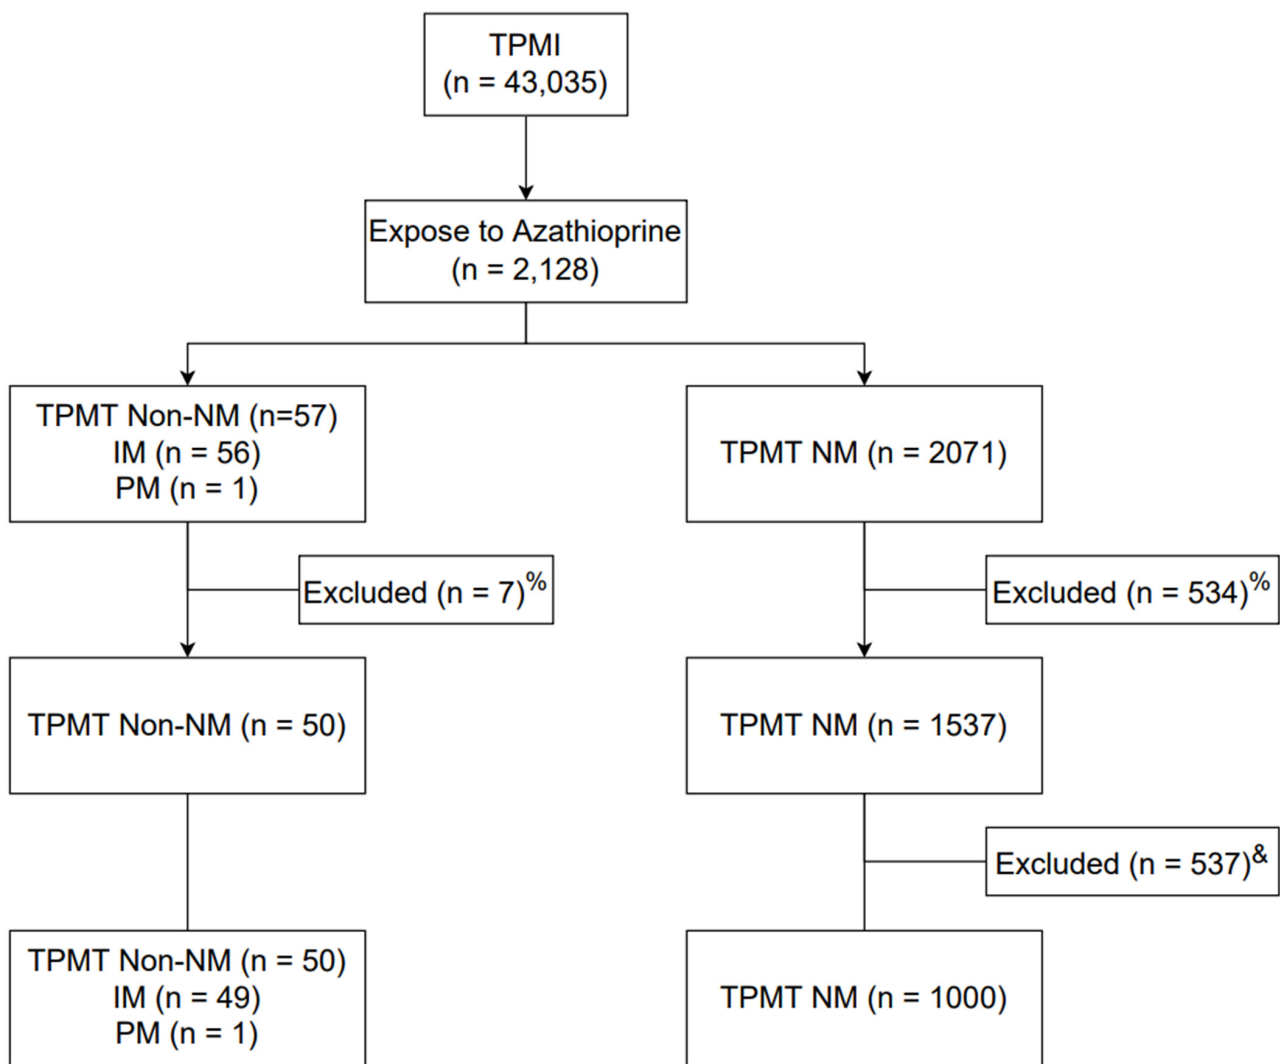 TPMI
(n = 43,035)
Expose to Azathioprine
(n = 2,128)
TPMT Non-NM (n=57)
IM (n = 56)
PM (n = 1)
TPMT NM (n = 2071)
Excluded (n = 7)%
Excluded (n = 534)%
TPMT Non-NM (n = 50)
TPMT NM (n = 1537)
Excluded (n = 537)&
TPMT Non-NM (n = 50)
IM (n = 49)
PM (n = 1)
TPMT NM (n = 1000)